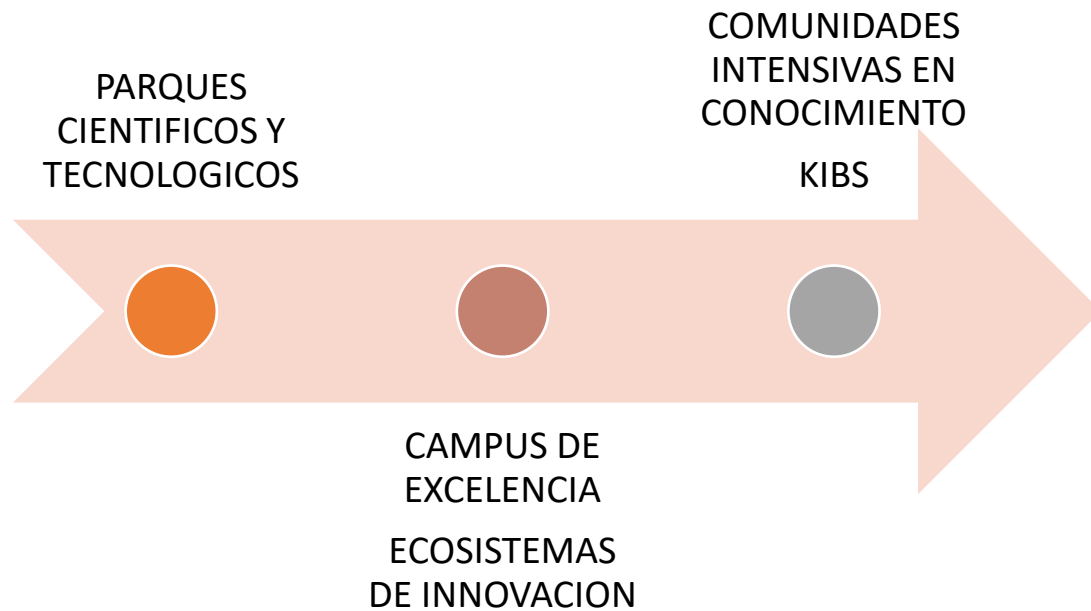 PARQUES
CIENTIFICOS Y
TECNOLOGICOS
CAMPUS DE
EXCELENCIA
ECOSISTEMAS
DE INNOVACION
COMUNIDADES
INTENSIVAS EN
CONOCIMIENTO
KIBS